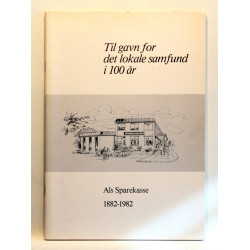 Til gavn for
det lokale samfund
i 100 år
Als Sparekasse
1882-1982